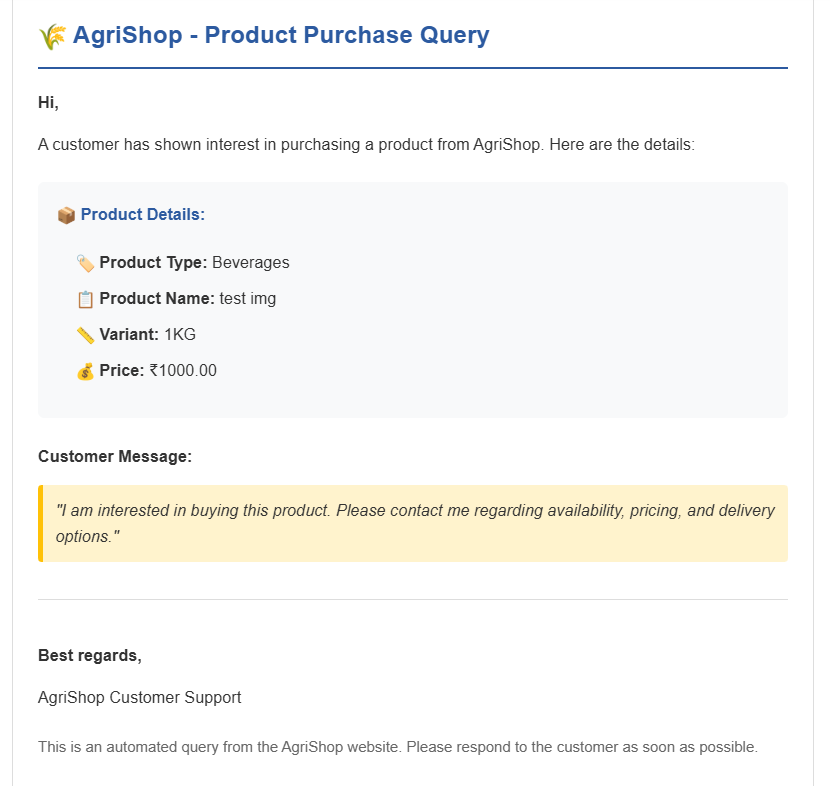 🌾 AgriShop - Product Purchase Query
Hi,
A customer has shown interest in purchasing a product from AgriShop. Here are the details:
📦 Product Details:
🏷️ Product Type: Beverages
📋 Product Name: test img
📏 Variant: 1KG
💰 Price: ₹1000.00
Customer Message:
"I am interested in buying this product. Please contact me regarding availability, pricing, and delivery
options."
Best regards,
AgriShop Customer Support
This is an automated query from the AgriShop website. Please respond to the customer as soon as possible.